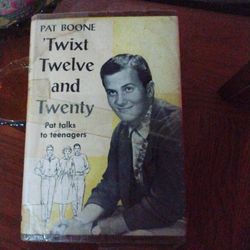 PAT BOONE
'Twixt
Twelve
and
Twenty
Pat talks
to teenagers